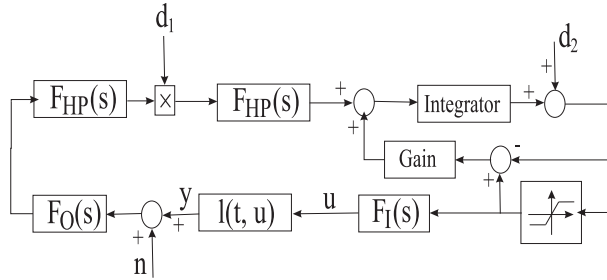 d1
d2
FHP(s)
×
FHP(s)
+
+
Integrator
+
+
Gain
-
+
FO(s)
+
+
y
l(t, u)
u
FI(s)
n